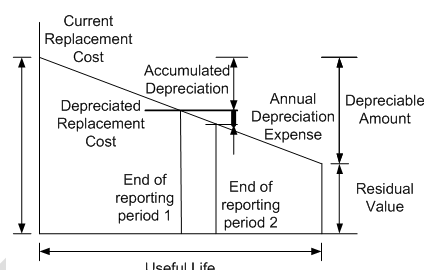 Current
Replacement
Cost
Accumulated
Depreciation
Depreciated
Replacement
Cost
Annual
Depreciation
Expense
Depreciable
Amount
End of
reporting
period 1
End of
reporting
period 2
Residual
Value
Useful Life